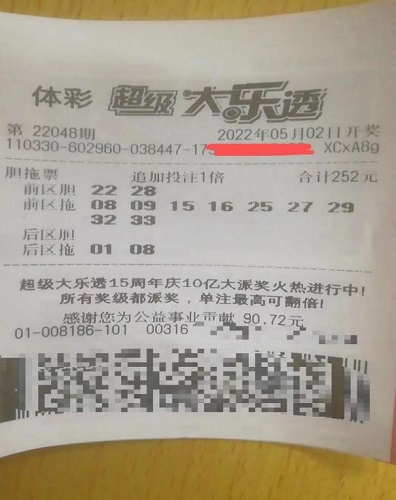 体彩 超级大乐透
第 22048期 2022年05月02日开奖
110330-602960-038447-17 XCxA8g
胆拖票 追加投注1倍 合计252元
前区胆 22 28
前区拖 08 09 15 16 25 27 29
32 33
后区胆
后区拖 01 08
超级大乐透15周年庆10亿大派奖火热进行中!
所有奖级都派奖,单注最高可翻倍!
感谢您为公益事业贡献 90.72元
01-008186-101 00316